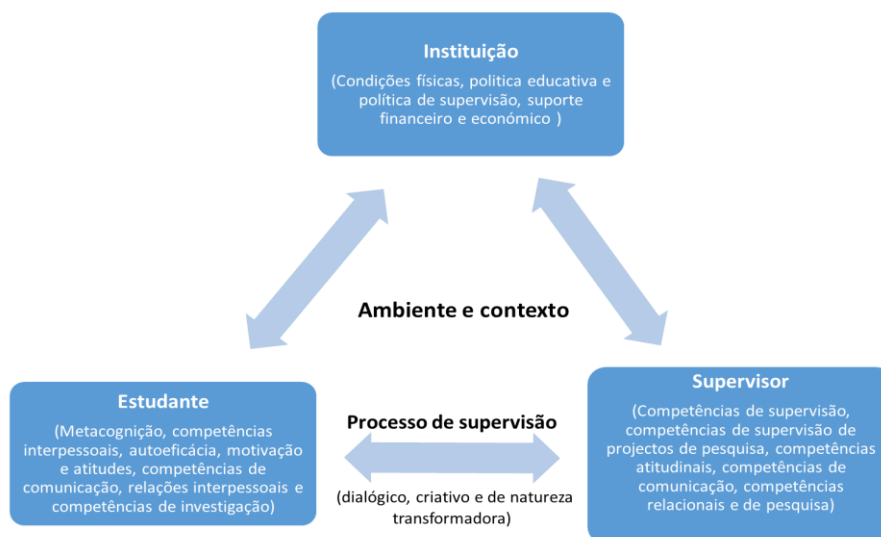 Instituição
(Condições físicas, politica educativa e
política de supervisão, suporte
financeiro e económico )
Ambiente e contexto
Estudante
(Metacognição, competências
interpessoais, autoeficácia, motivação
e atitudes, competências de
comunicação, relações interpessoais e
competências de investigação)
Processo de supervisão
(dialógico, criativo e de natureza
transformadora)
Supervisor
(Competências de supervisão,
competências de supervisão de
projectos de pesquisa, competências
atitudinais, competências de
comunicação, competências
relacionais e de pesquisa)